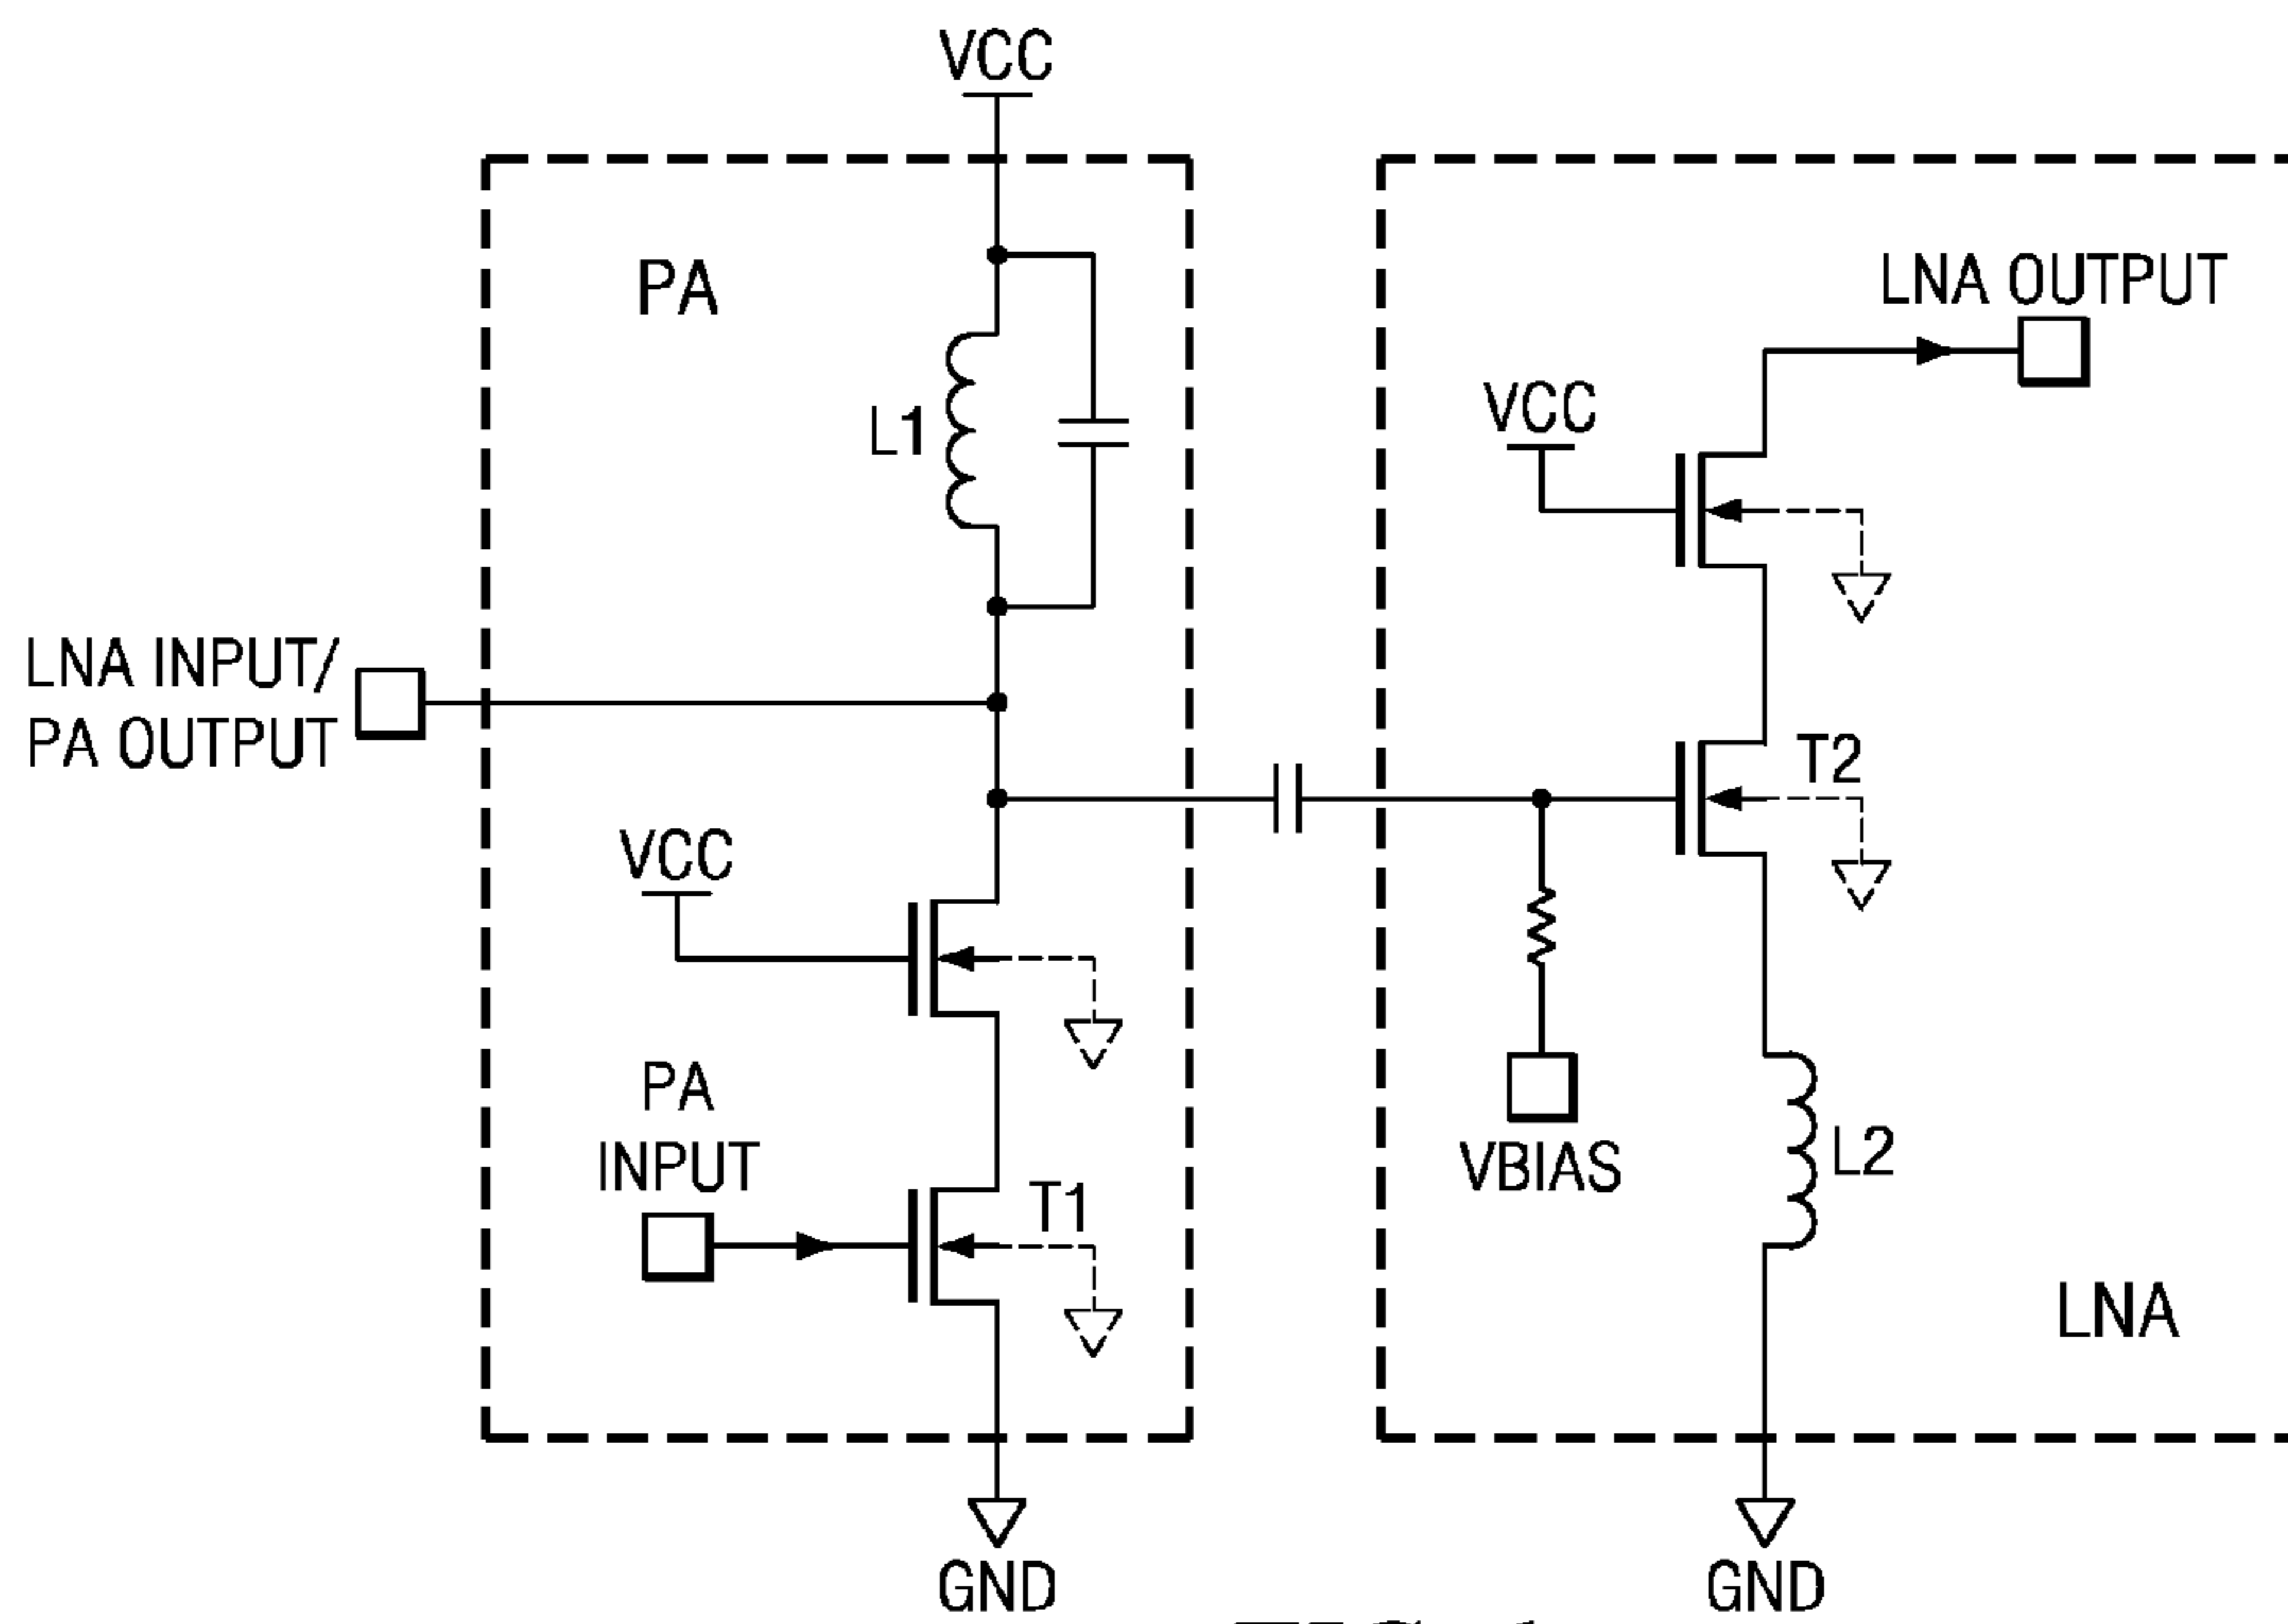 VCC
PA
LNA OUTPUT
VCC
L1
LNA INPUT/
PA OUTPUT
T2
VCC
PA
INPUT
VBIAS
L2
T1
LNA
GND
GND